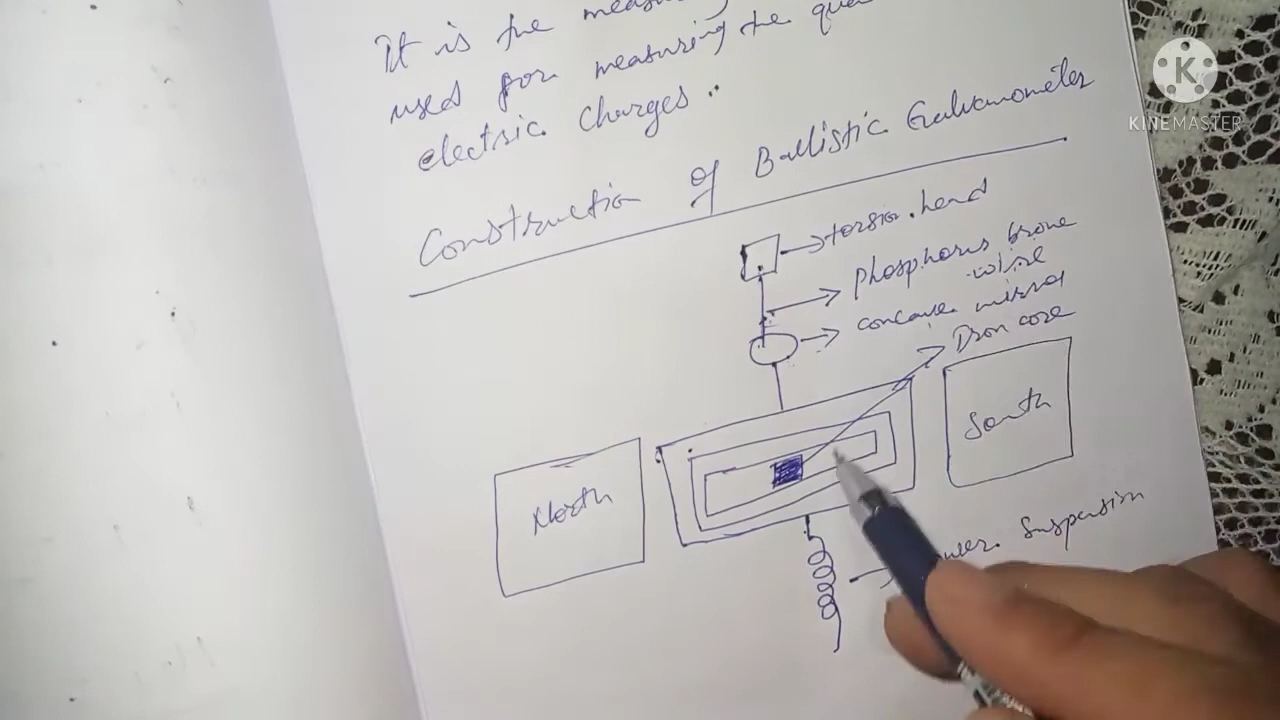 It is the
used for measuring the
electric charges.
Construction of Ballistic Galvanometer
torsion head
phosphorus
wire
concave mirror
Iron core
North
South
Suspension
K
KINEMASTER